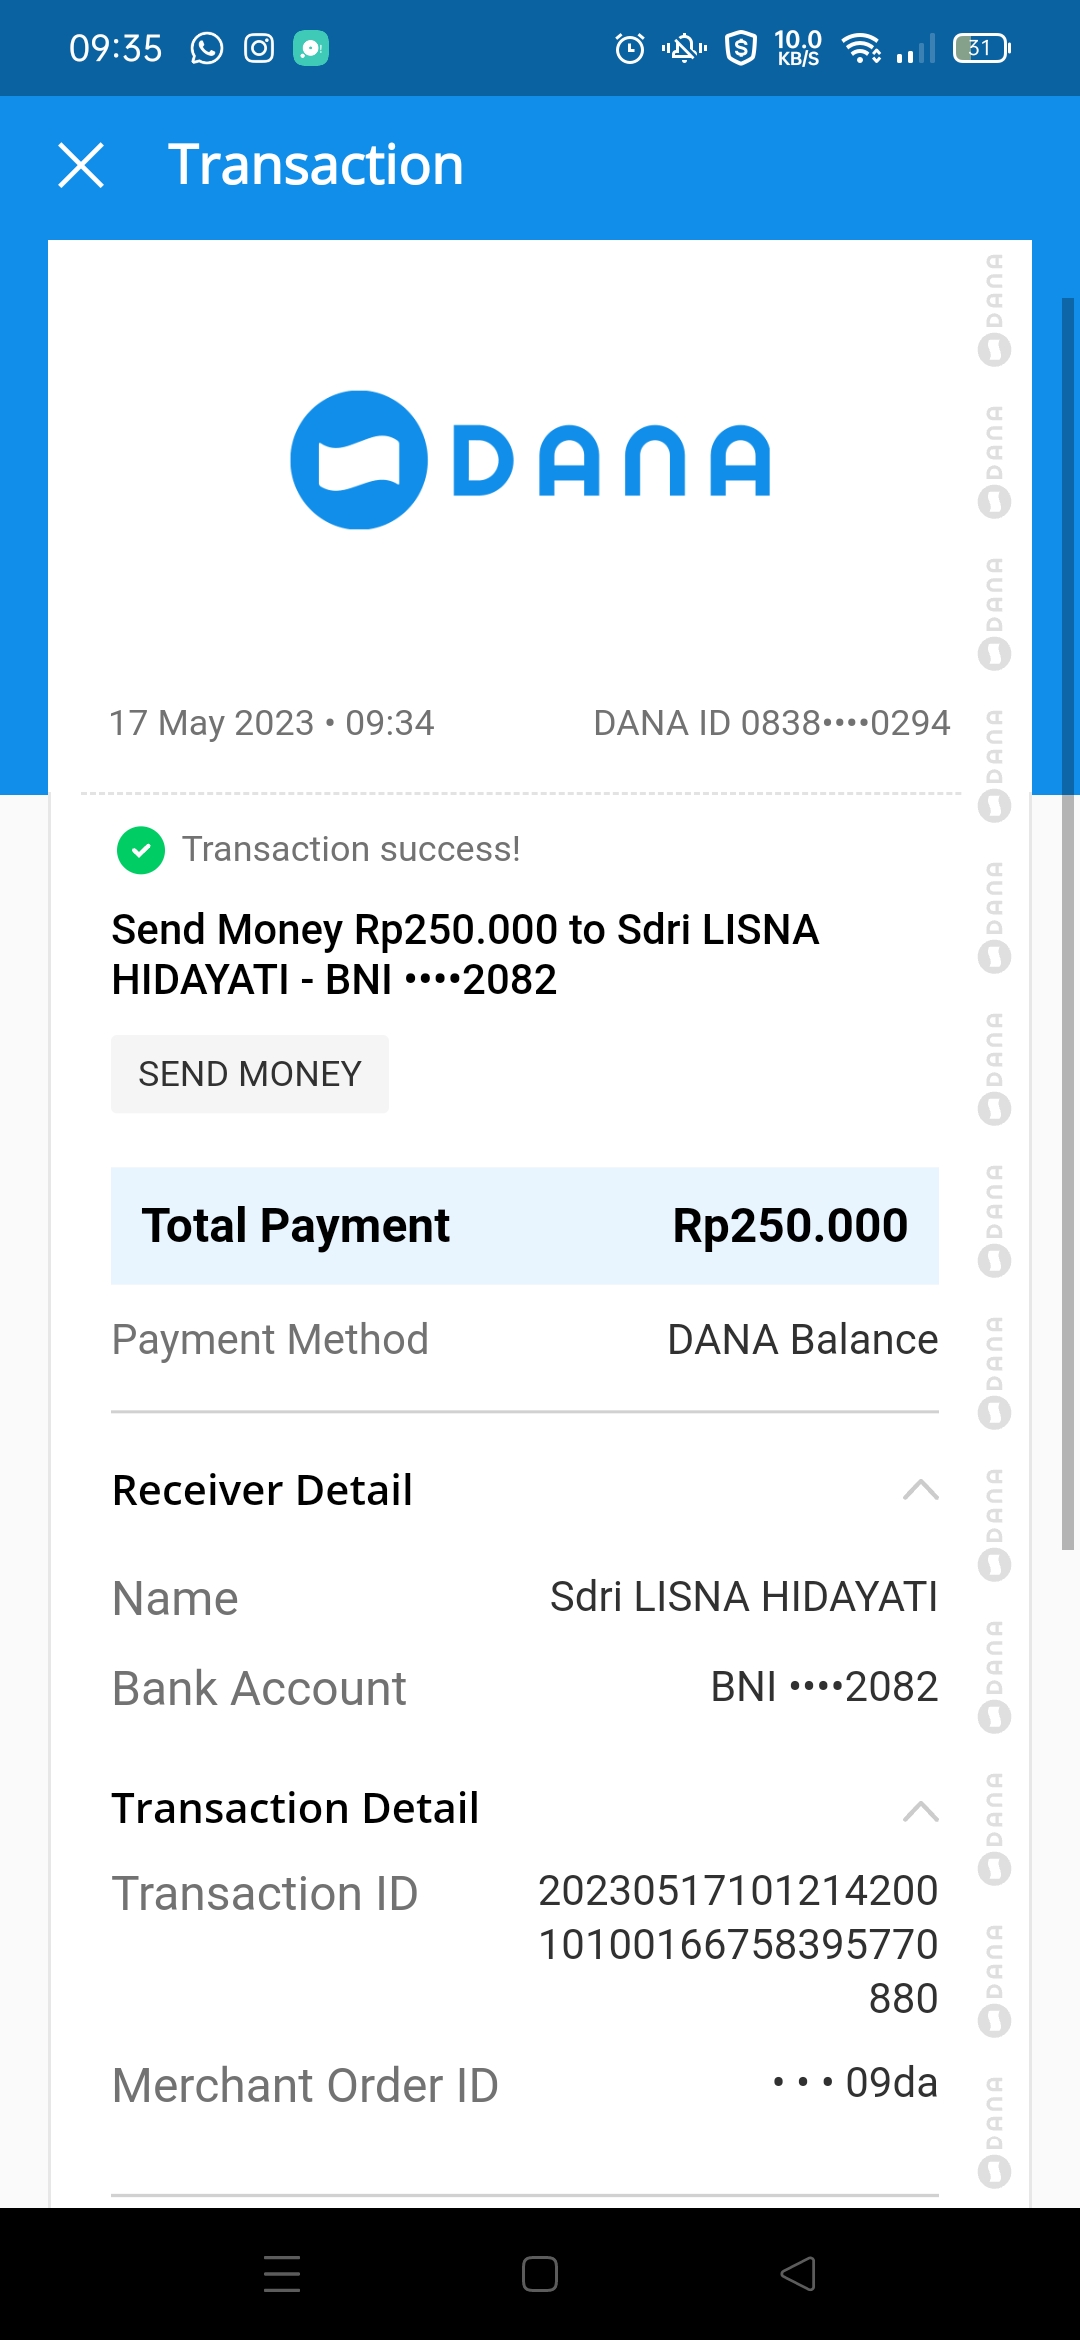 09:35
10.0
KB/S
31
Transaction
DANA
17 May 2023 • 09:34
DANA ID 0838••••0294
Transaction success!
Send Money Rp250.000 to Sdri LISNA
HIDAYATI - BNI ••••2082
SEND MONEY
Total Payment
Rp250.000
Payment Method
DANA Balance
Receiver Detail
Name
Sdri LISNA HIDAYATI
Bank Account
BNI ••••2082
Transaction Detail
Transaction ID
20230517101214200
10100166758395770
880
Merchant Order ID
• • • 09da
DANA
DANA
DANA
DANA
DANA
DANA
DANA
DANA
DANA
DANA
DANA
DANA
DANA